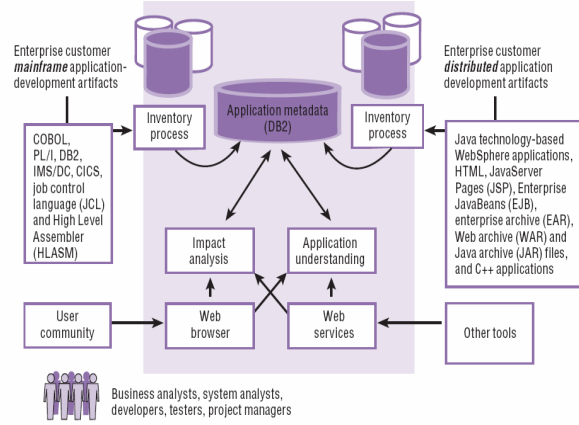 Enterprise customer
mainframe application-
development artifacts
Enterprise customer
distributed application
development artifacts
Inventory
process
Application metadata
(DB2)
Inventory
process
COBOL,
PL/I, DB2,
IMS/DC, CICS,
job control
language (JCL)
and High Level
Assembler
(HLASM)
Java technology-based
WebSphere applications,
HTML, JavaServer
Pages (JSP), Enterprise
JavaBeans (EJB),
enterprise archive (EAR),
Web archive (WAR) and
Java archive (JAR) files,
and C++ applications
Impact
analysis
Application
understanding
User
community
Web
browser
Web
services
Other tools
Business analysts, system analysts,
developers, testers, project managers